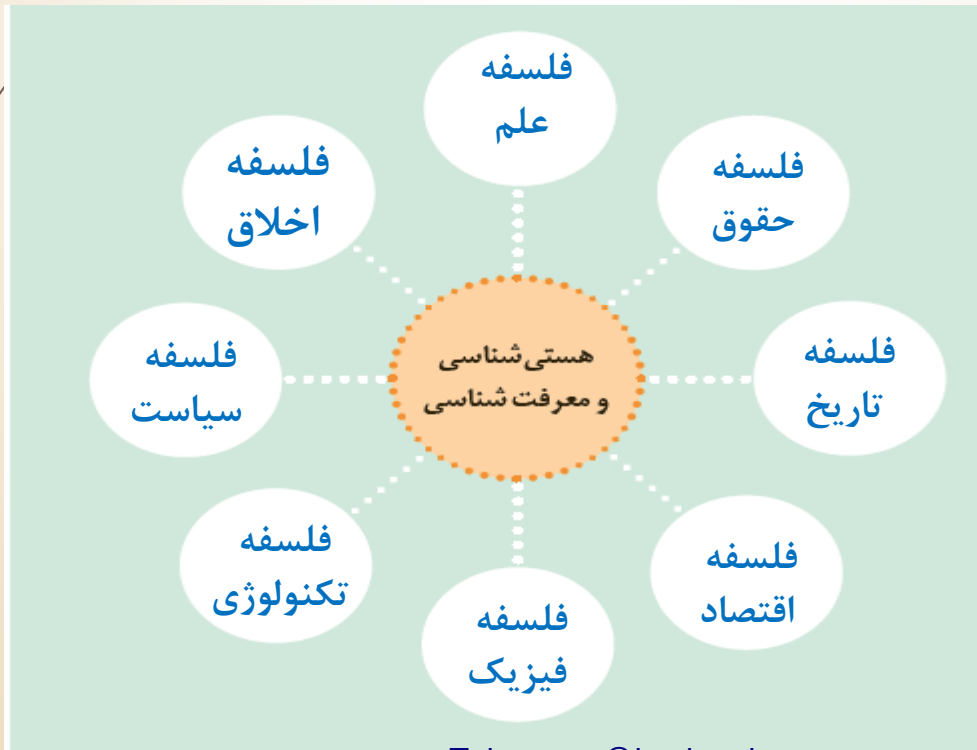 فلسفه
علم
فلسفه
حقوق
فلسفه
اخلاق
هستی‌شناسی
و معرفت شناسی
فلسفه
تاریخ
فلسفه
سیاست
فلسفه
اقتصاد
فلسفه
تکنولوژی
فلسفه
فیزیک